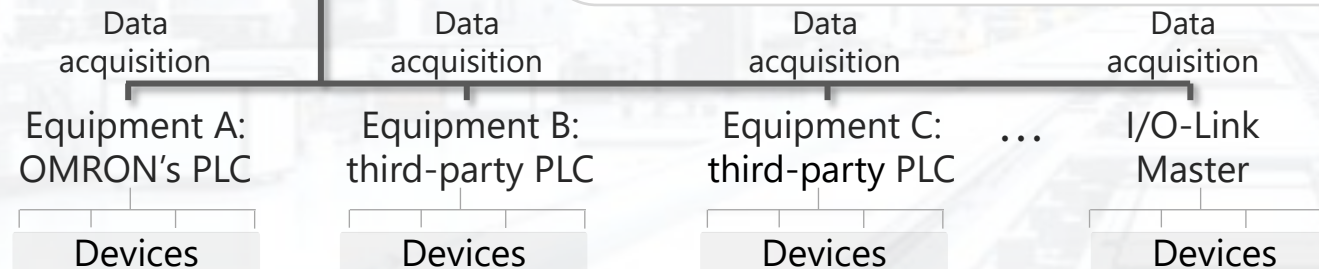 Data Data Data Data
acquisition acquisition acquisition acquisition
Equipment A: Equipment B: Equipment C: ... I/O-Link
OMRON's PLC third-party PLC third-party PLC Master
Devices Devices Devices Devices